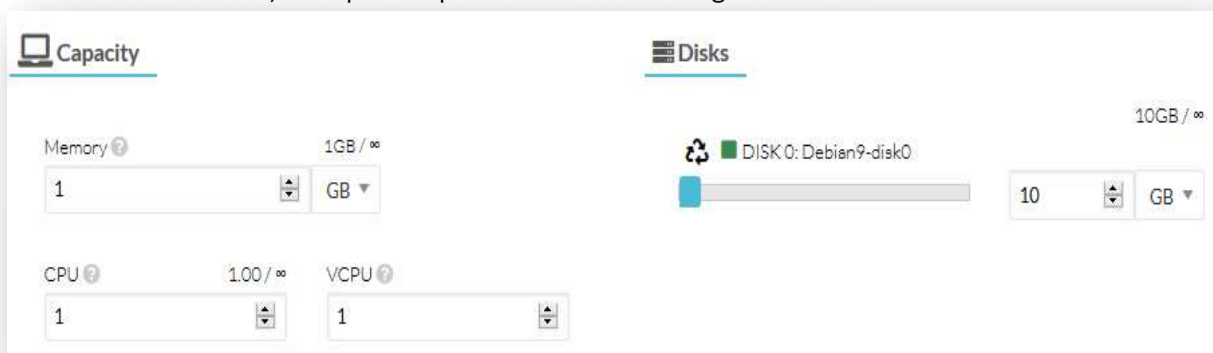 Capacity
Disks
10GB / ∞
Memory
1GB / ∞
DISK 0: Debian9-disk0
1
GB
10
GB
CPU
1.00 / ∞
VCPU
1
1